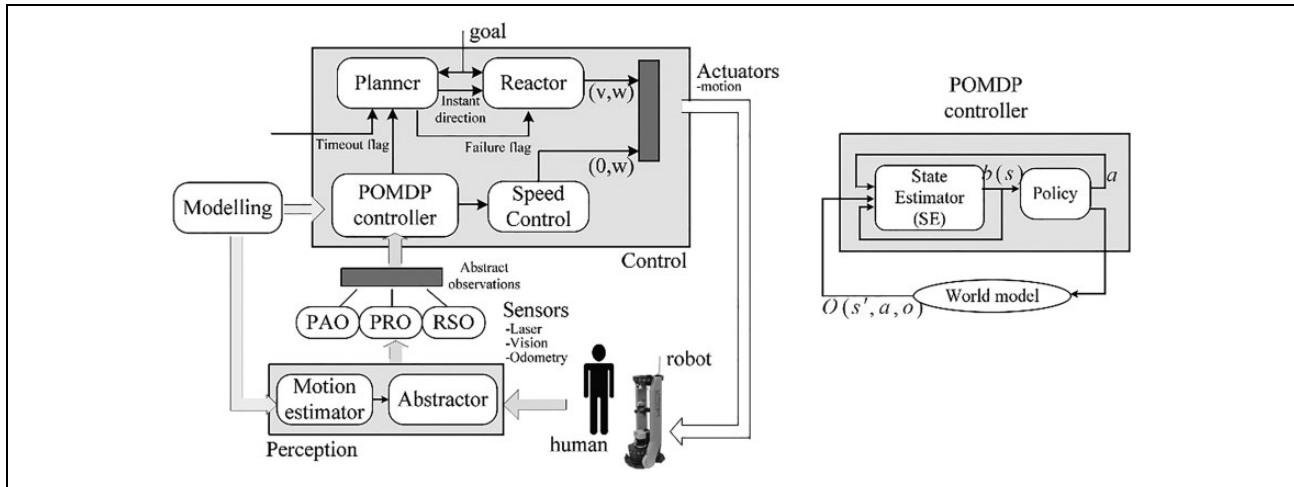 goal
Planner
Reactor
Instant
direction
(v,w)
Actuators
-motion
Timeout flag
Failure flag
(0,w)
Modelling
POMDP
controller
Speed
Control
Control
Abstract
observations
PAO
PRO
RSO
Sensors
-Laser
-Vision
-Odometry
Motion
estimator
Abstractor
Perception
human
robot
POMDP
controller
State
Estimator
(SE)
b(s)
Policy
a
World model
O(s′,a,o)